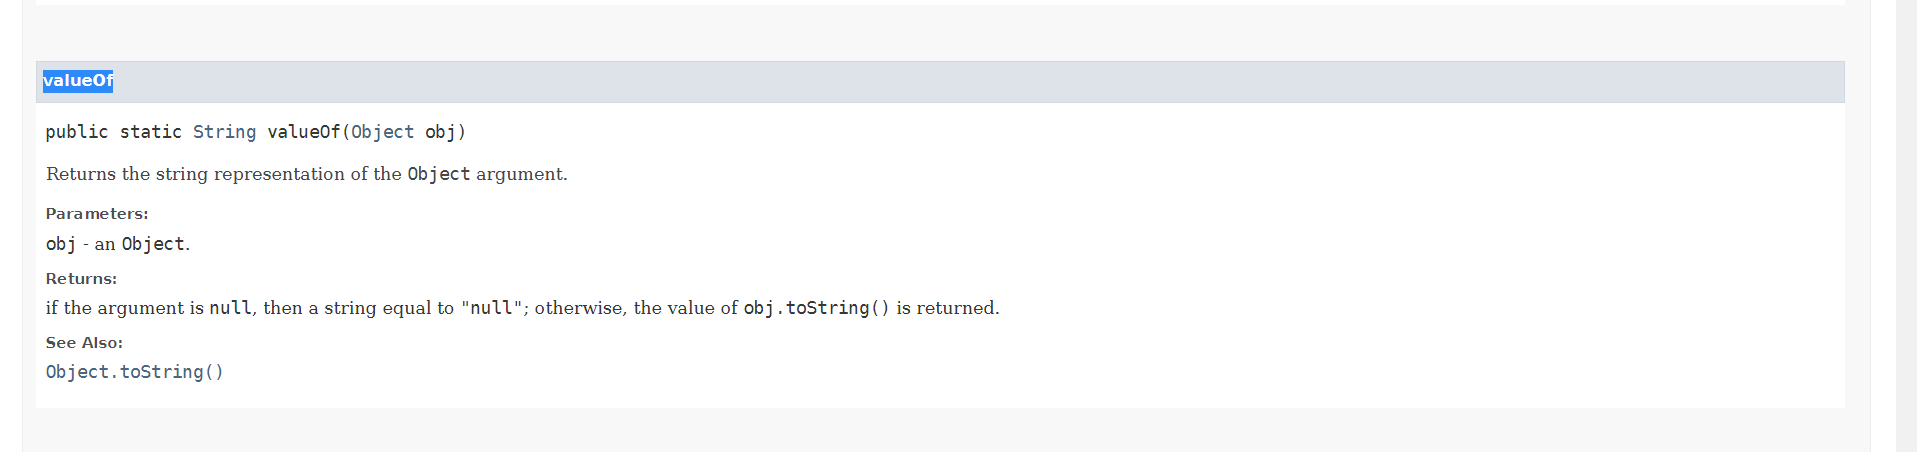 valueOf
public static String valueOf(Object obj)
Returns the string representation of the Object argument.
Parameters:
obj - an Object.
Returns:
if the argument is null, then a string equal to "null"; otherwise, the value of obj.toString() is returned.
See Also:
Object.toString()